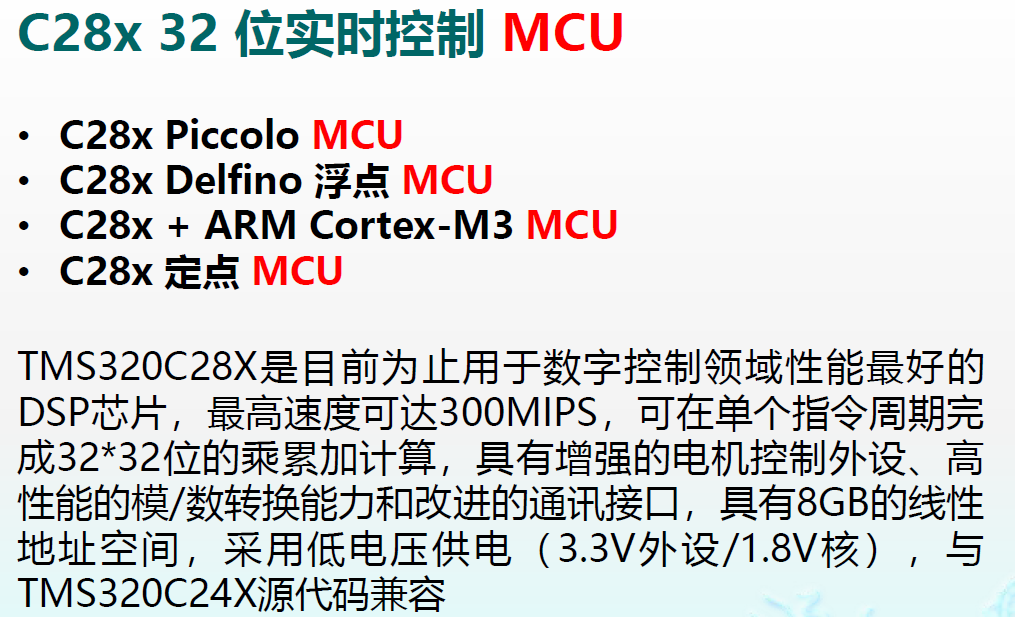 C28x 32 位实时控制 MCU
• C28x Piccolo MCU
• C28x Delfino 浮点 MCU
• C28x + ARM Cortex-M3 MCU
• C28x 定点 MCU
TMS320C28X是目前为止用于数字控制领域性能最好的
DSP芯片，最高速度可达300MIPS，可在单个指令周期完
成32*32位的乘累加计算，具有增强的电机控制外设、高
性能的模/数转换能力和改进的通讯接口，具有8GB的线性
地址空间，采用低电压供电（3.3V外设/1.8V核），与
TMS320C24X源代码兼容